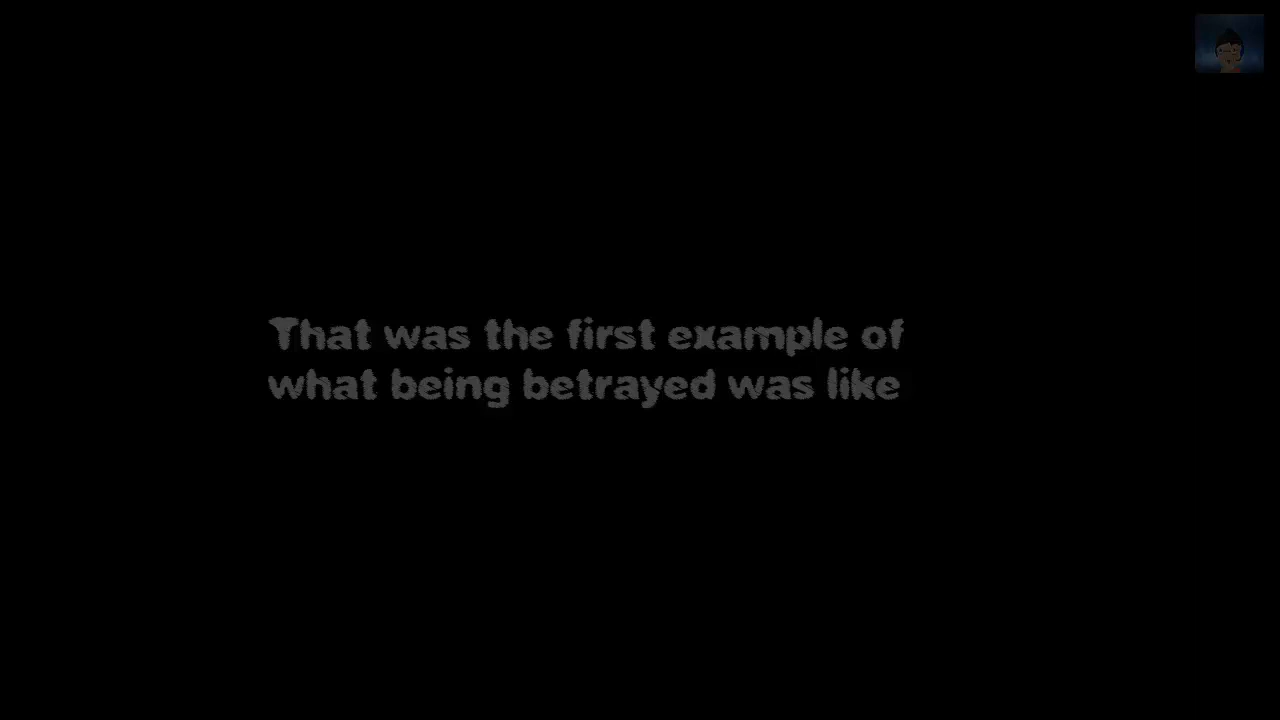 That was the first example of
what being betrayed was like